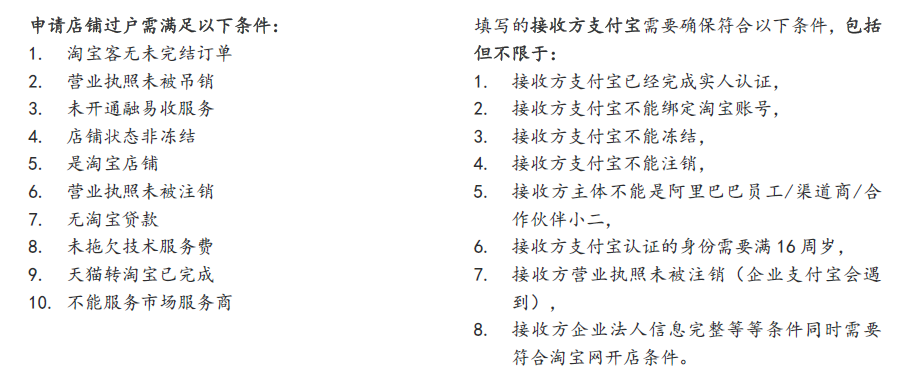 申请店铺过户需满足以下条件：
1. 淘宝客无未完结订单
2. 营业执照未被吊销
3. 未开通融易收服务
4. 店铺状态非冻结
5. 是淘宝店铺
6. 营业执照未被注销
7. 无淘宝贷款
8. 未拖欠技术服务费
9. 天猫转淘宝已完成
10. 不能服务市场服务商
填写的接收方支付宝需要确保符合以下条件，包括
但不限于：
1. 接收方支付宝已经完成实人认证，
2. 接收方支付宝不能绑定淘宝账号，
3. 接收方支付宝不能冻结，
4. 接收方支付宝不能注销，
5. 接收方主体不能是阿里巴巴员工/渠道商/合
作伙伴小二，
6. 接收方支付宝认证的身份需要满 16 周岁，
7. 接收方营业执照未被注销（企业支付宝会遇
到），
8. 接收方企业法人信息完整等等条件同时需要
符合淘宝网开店条件。